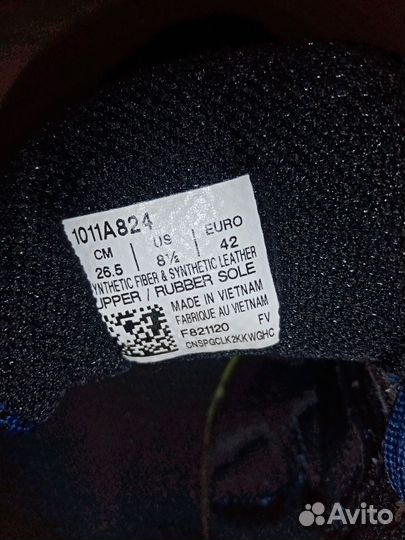 1011A824
CM US EURO
26.5 8½ 42
SYNTHETIC FIBER & SYNTHETIC LEATHER
UPPER / RUBBER SOLE
MADE IN VIETNAM
FABRIQUE AU VIETNAM
F821120 FV
CNSPGCLK2KKWGHC
Avito